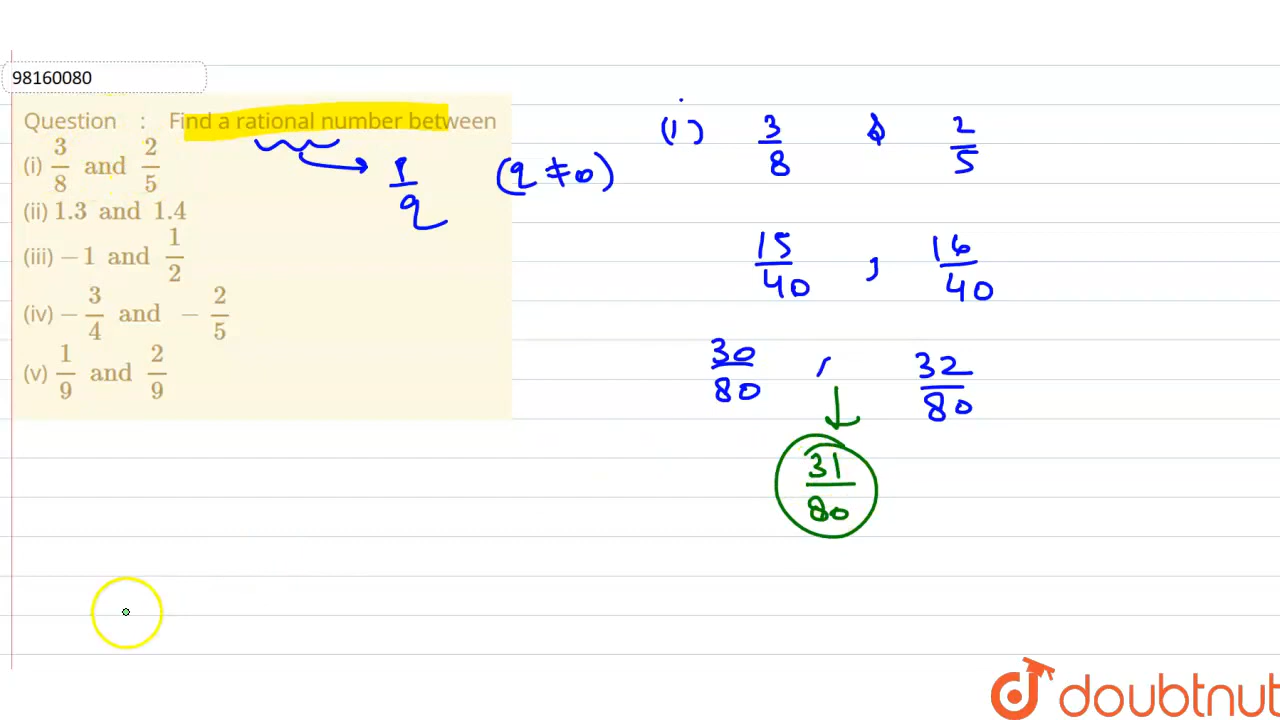 98160080
Question : Find a rational number between
(i) 3/8 and 2/5
(ii) 1.3 and 1.4
(iii) −1 and 1/2
(iv) −3/4 and −2/5
(v) 1/9 and 2/9
p/q (q ≠ 0)
(i) 3/8 & 2/5
15/40 , 16/40
30/80 , 32/80
31/80
doubtnut